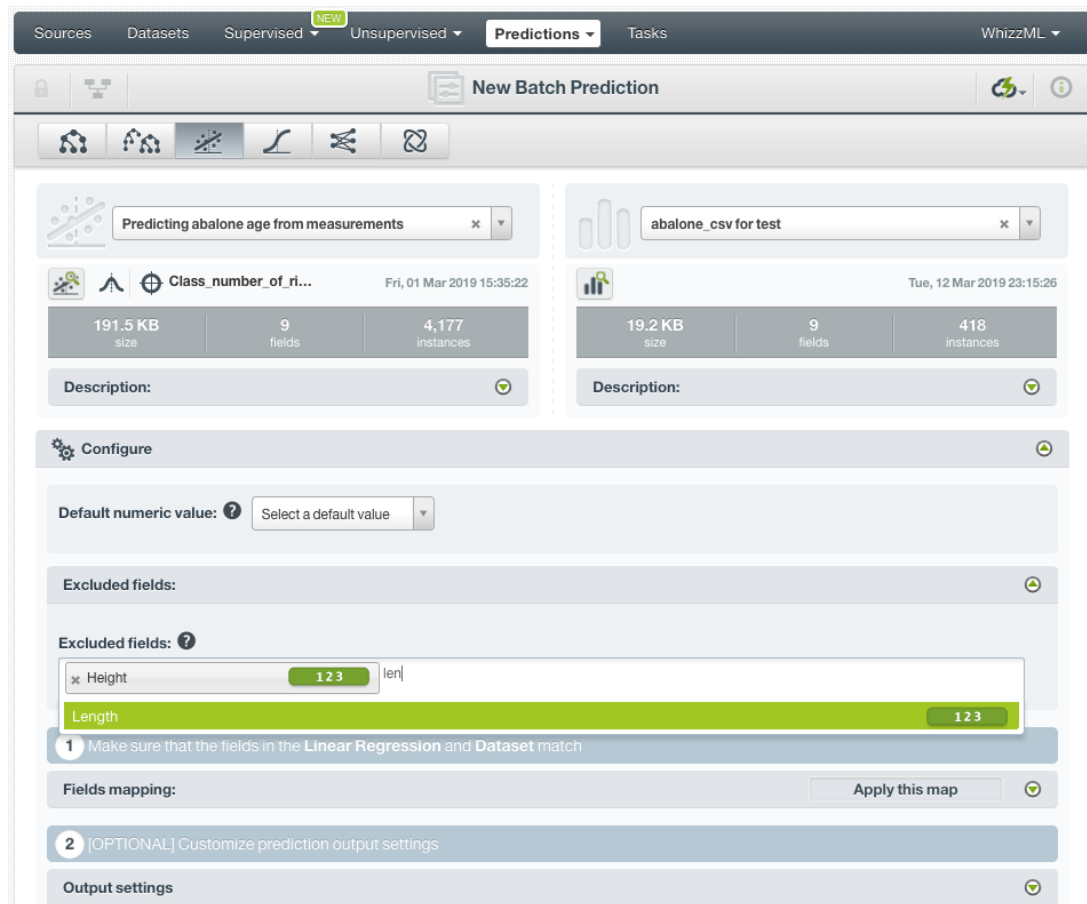 NEW
Sources Datasets Supervised Unsupervised Predictions Tasks WhizzML
New Batch Prediction
Predicting abalone age from measurements
abalone_csv for test
Class_number_of_ri... Fri, 01 Mar 2019 15:35:22
Tue, 12 Mar 2019 23:15:26
191.5 KB 9 4,177
size fields instances
19.2 KB 9 418
size fields instances
Description:
Description:
Configure
Default numeric value: ? Select a default value
Excluded fields:
Excluded fields: ?
× Height 123 len
Length 123
1 Make sure that the fields in the Linear Regression and Dataset match
Fields mapping: Apply this map
2 [OPTIONAL] Customize prediction output settings
Output settings